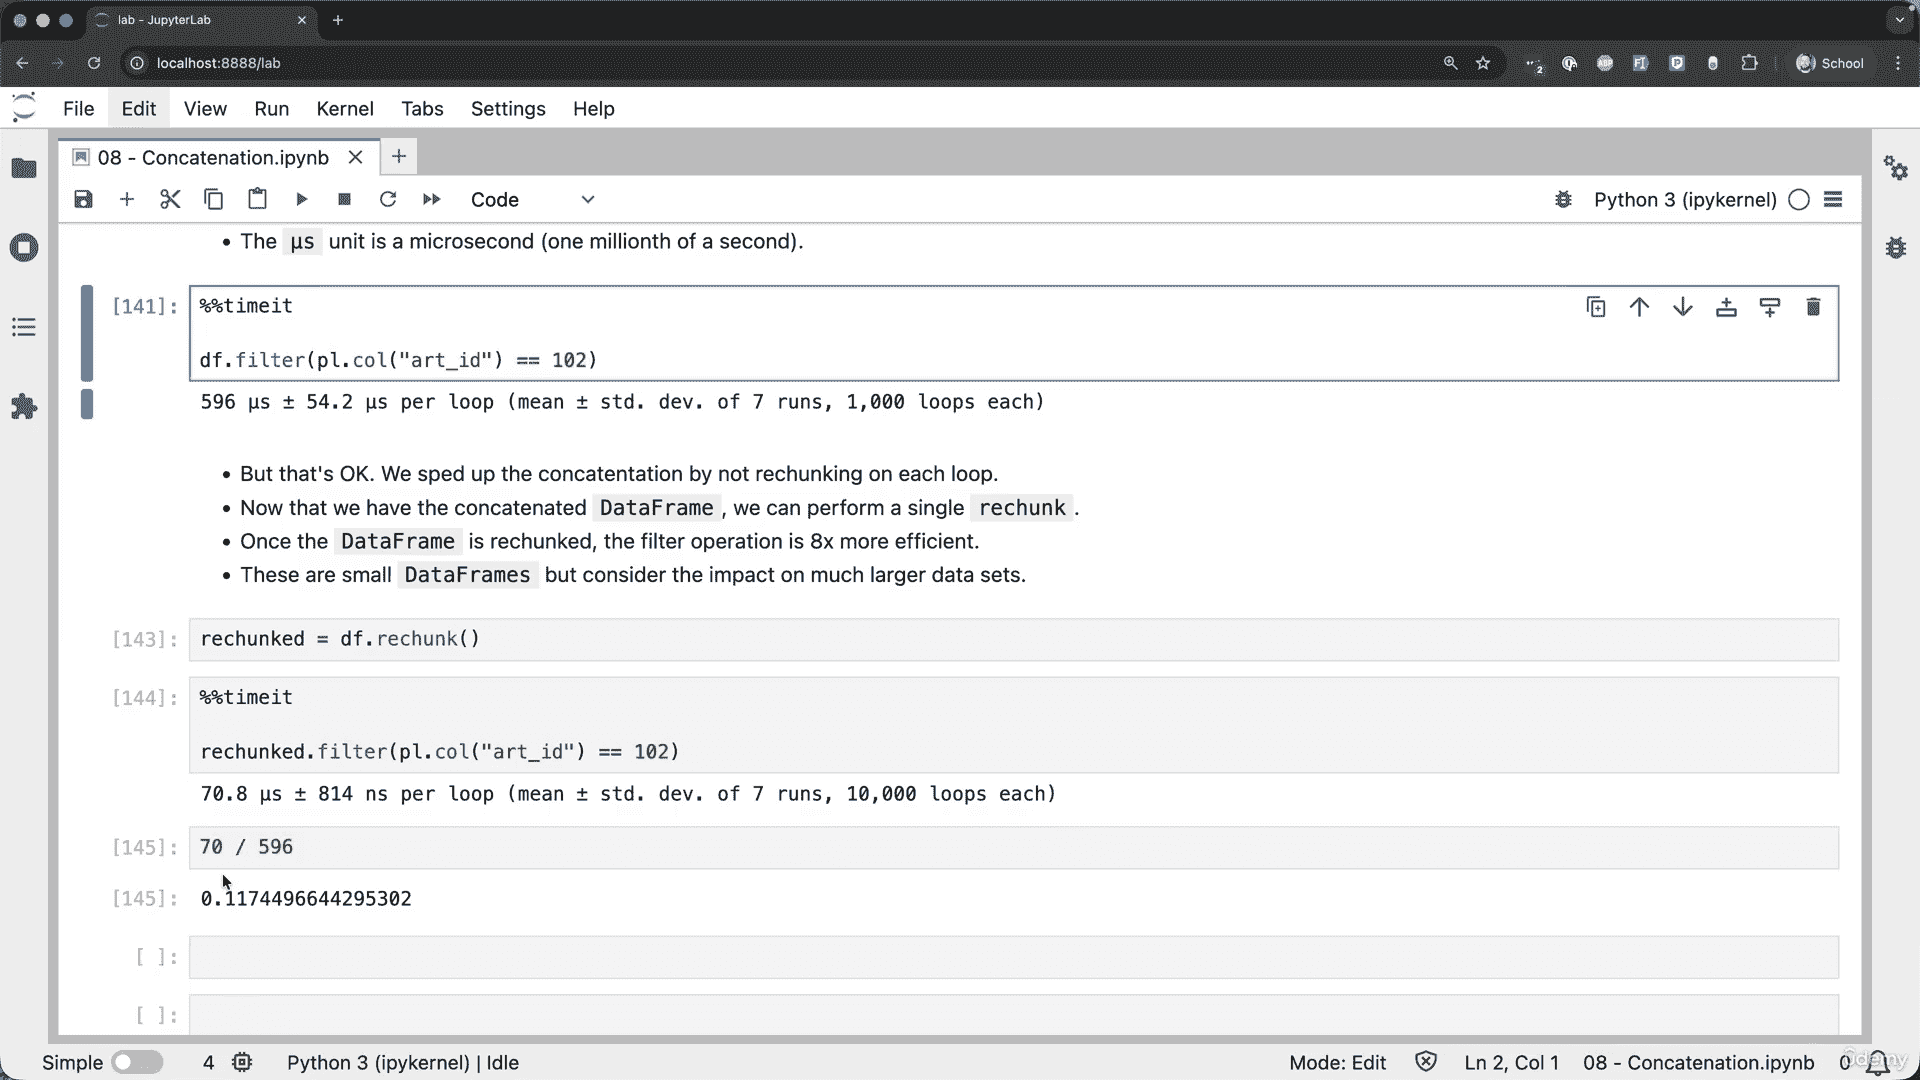 lab - JupyterLab
localhost:8888/lab
2
School
File Edit View Run Kernel Tabs Settings Help
08 - Concatenation.ipynb
Code
Python 3 (ipykernel)
• The µs unit is a microsecond (one millionth of a second).
[141]: %%timeit
df.filter(pl.col("art_id") == 102)
596 µs ± 54.2 µs per loop (mean ± std. dev. of 7 runs, 1,000 loops each)
• But that's OK. We sped up the concatentation by not rechunking on each loop.
• Now that we have the concatenated DataFrame, we can perform a single rechunk.
• Once the DataFrame is rechunked, the filter operation is 8x more efficient.
• These are small DataFrames but consider the impact on much larger data sets.
[143]: rechunked = df.rechunk()
[144]: %%timeit
rechunked.filter(pl.col("art_id") == 102)
70.8 µs ± 814 ns per loop (mean ± std. dev. of 7 runs, 10,000 loops each)
[145]: 70 / 596
[145]: 0.1174496644295302
[ ]:
[ ]:
Simple 4 Python 3 (ipykernel) | Idle Mode: Edit Ln 2, Col 1 08 - Concatenation.ipynb 0
udemy